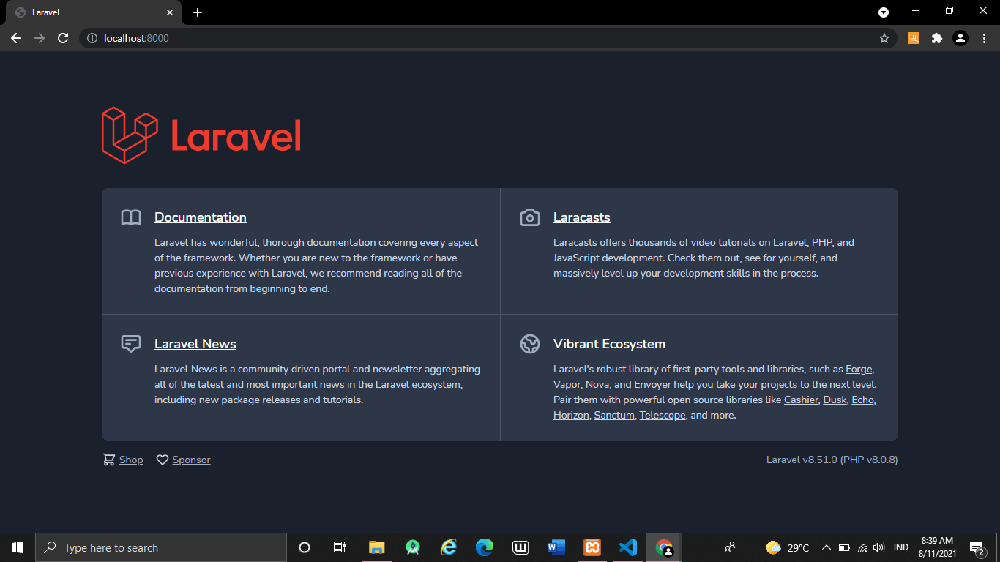 Laravel
localhost:8000
Laravel
Documentation
Laravel has wonderful, thorough documentation covering every aspect
of the framework. Whether you are new to the framework or have
previous experience with Laravel, we recommend reading all of the
documentation from beginning to end.
Laracasts
Laracasts offers thousands of video tutorials on Laravel, PHP, and
JavaScript development. Check them out, see for yourself, and
massively level up your development skills in the process.
Laravel News
Laravel News is a community driven portal and newsletter aggregating
all of the latest and most important news in the Laravel ecosystem,
including new package releases and tutorials.
Vibrant Ecosystem
Laravel's robust library of first-party tools and libraries, such as Forge,
Vapor, Nova, and Envoyer help you take your projects to the next level.
Pair them with powerful open source libraries like Cashier, Dusk, Echo,
Horizon, Sanctum, Telescope, and more.
Shop
Sponsor
Laravel v8.51.0 (PHP v8.0.8)
Type here to search
29°C
IND
8:39 AM
8/11/2021
2